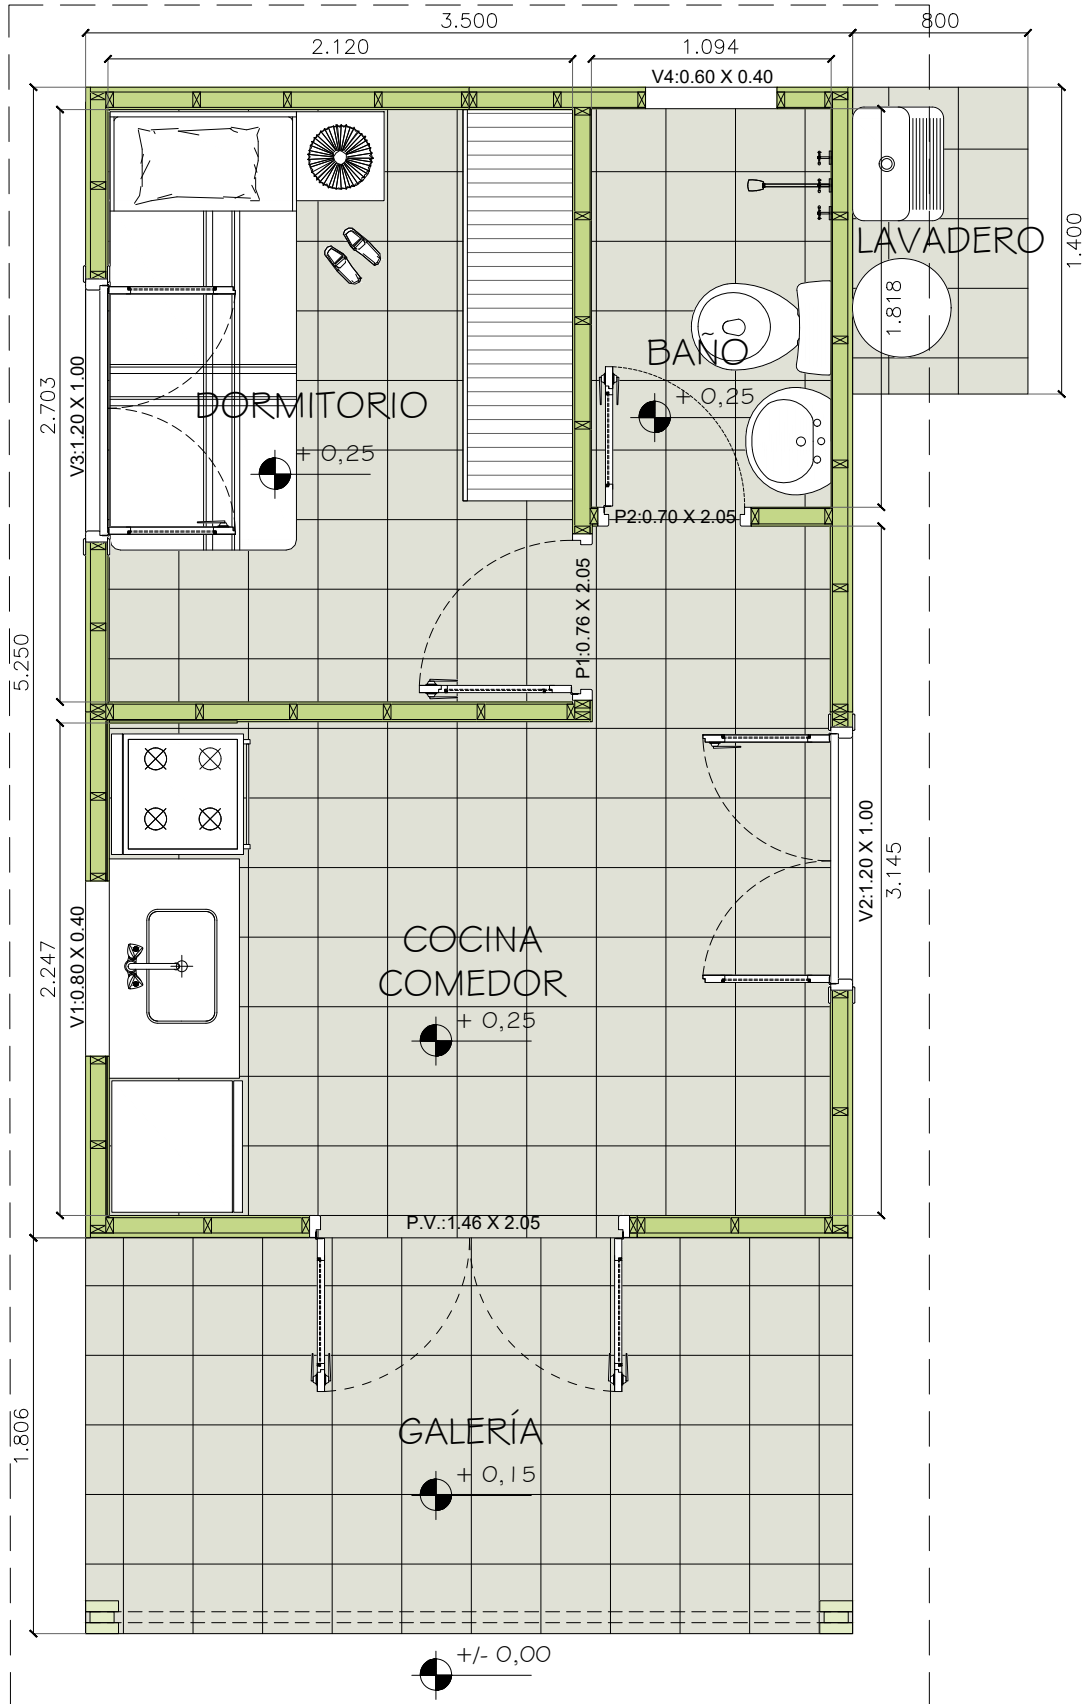 3.500
800
2.120
1.094
V4:0.60 X 0.40
LAVADERO
1.400
1.818
BAÑO
+ 0,25
2.703
V3:1.20 X 1.00
DORMITORIO
+ 0,25
P2:0.70 X 2.05
P1:0.76 X 2.05
5.250
2.247
V1:0.80 X 0.40
COCINA
COMEDOR
+ 0,25
V2:1.20 X 1.00
3.145
P.V.:1.46 X 2.05
1.806
GALERÍA
+ 0,15
+/- 0,00